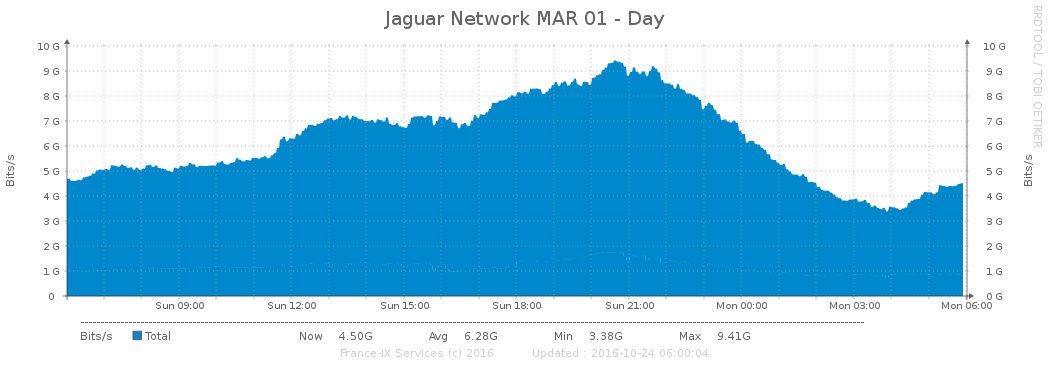 Jaguar Network MAR 01 - Day
RRDTOOL / TOBI OETIKER
Bits/s
10 G
9 G
8 G
7 G
6 G
5 G
4 G
3 G
2 G
1 G
0
10 G
9 G
8 G
7 G
6 G
5 G
4 G
3 G
2 G
1 G
0 G
Bits/s
Sun 09:00 Sun 12:00 Sun 15:00 Sun 18:00 Sun 21:00 Mon 00:00 Mon 03:00 Mon 06:00
Bits/s Total Now 4.50G Avg 6.28G Min 3.38G Max 9.41G
France-IX Services (c) 2016 Updated : 2016-10-24 06:00:04